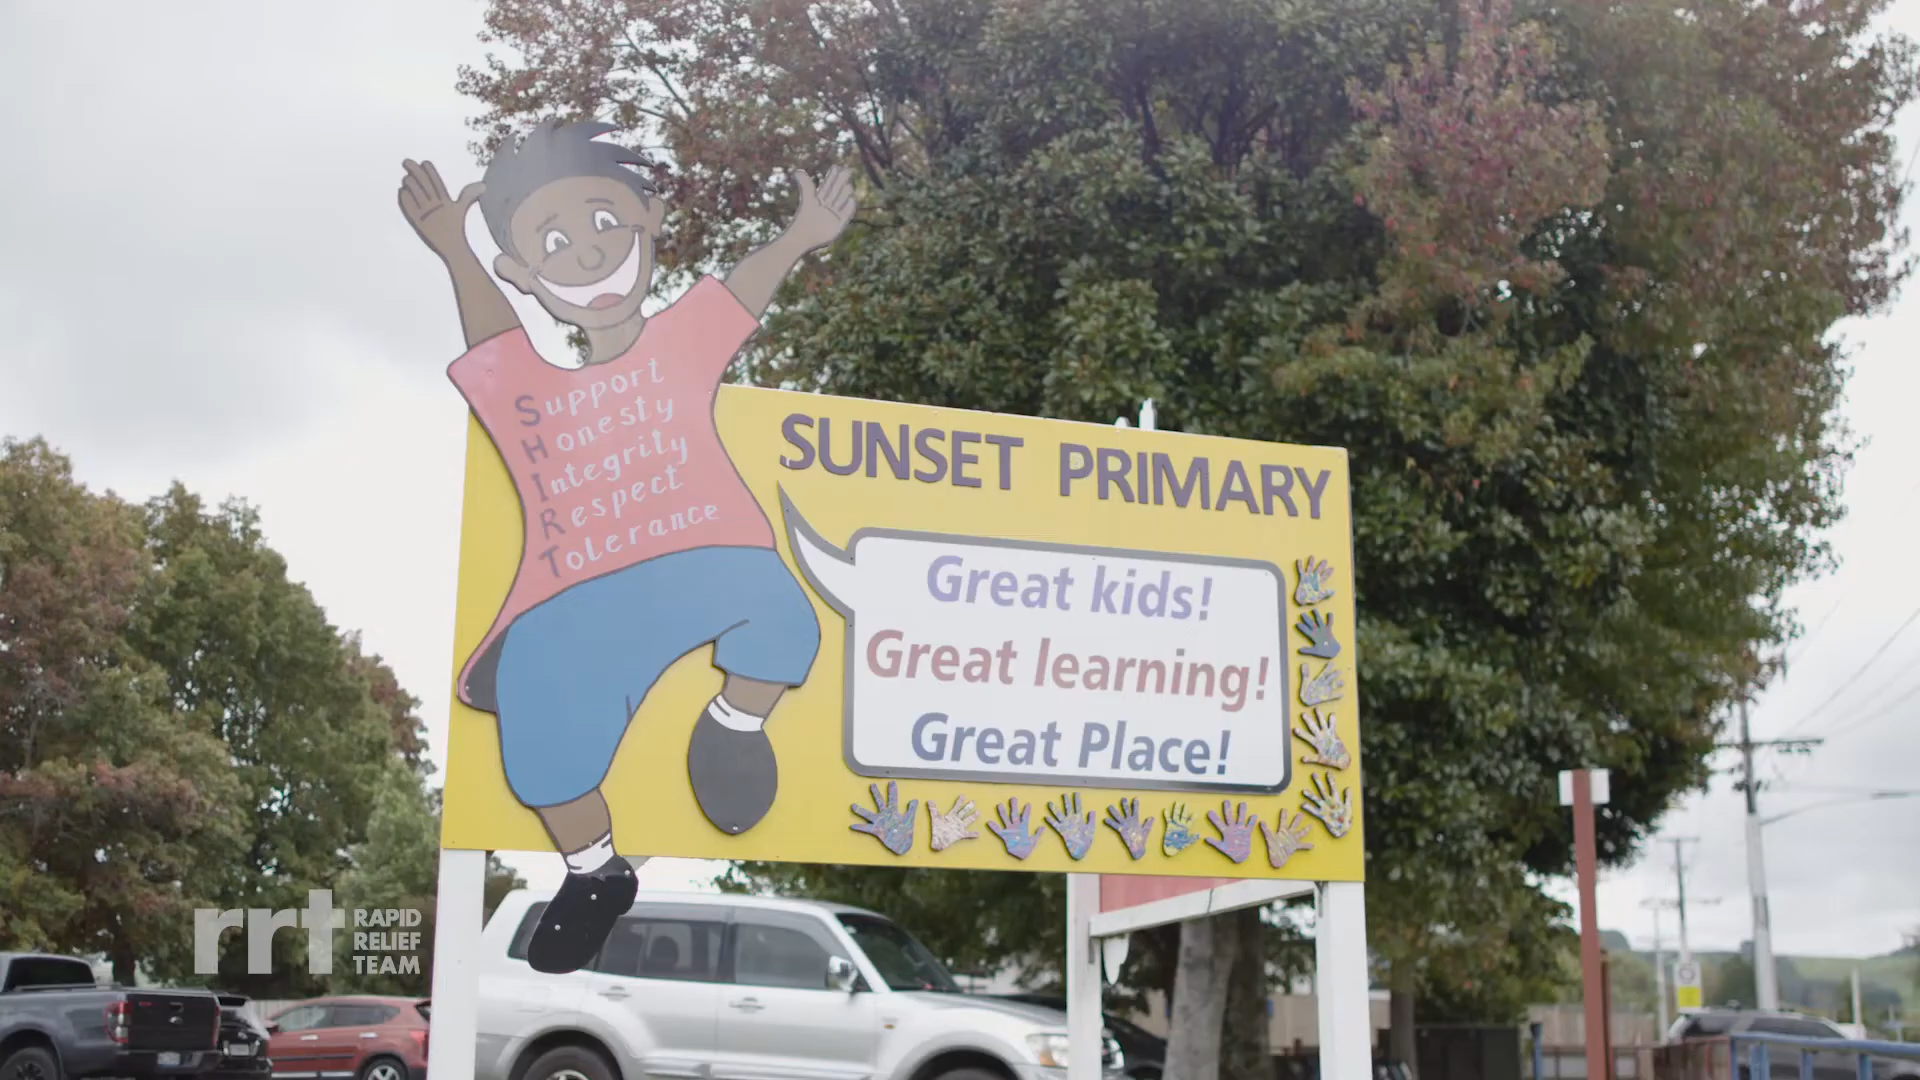 Support
Honesty
Integrity
Respect
Tolerance
SUNSET PRIMARY
Great kids!
Great learning!
Great Place!
rrt RAPID
RELIEF
TEAM